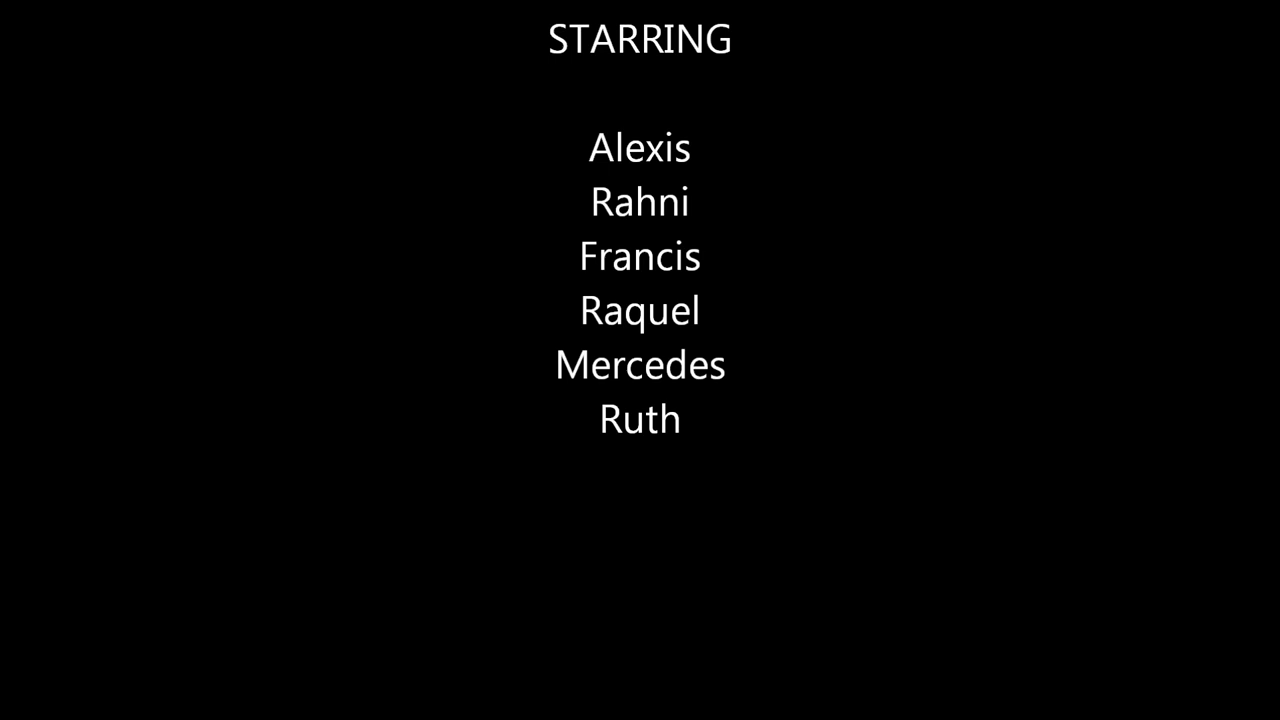 STARRING
Alexis
Rahni
Francis
Raquel
Mercedes
Ruth